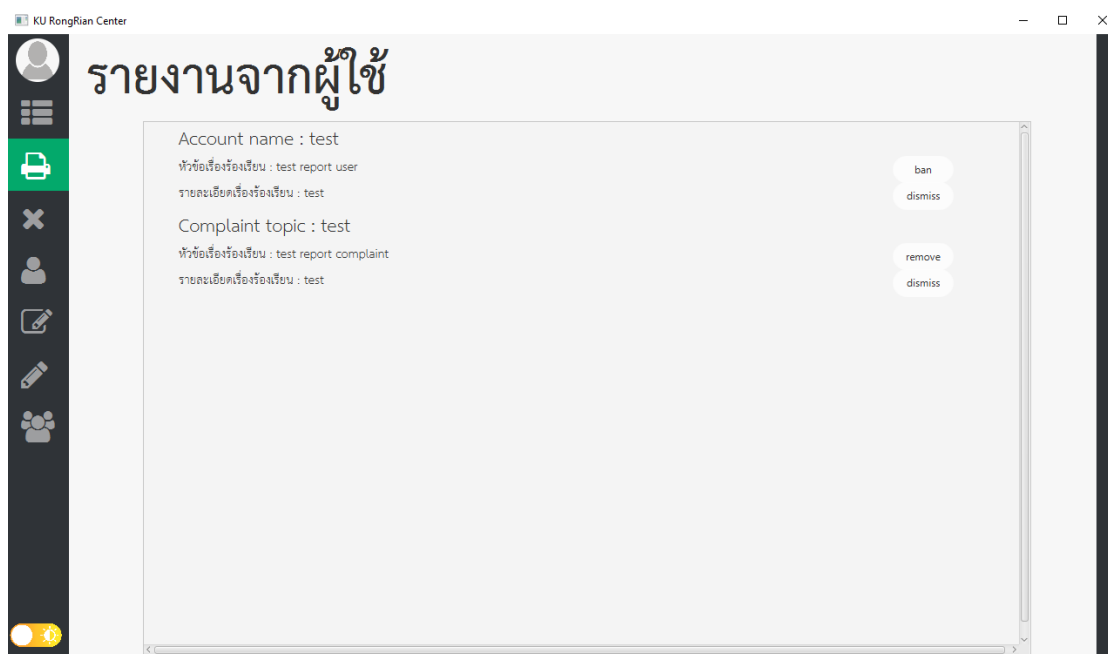 KU RongRian Center
รายงานจากผู้ใช้
Account name : test
หัวข้อเรื่องร้องเรียน : test report user
ban
รายละเอียดเรื่องร้องเรียน : test
dismiss
Complaint topic : test
หัวข้อเรื่องร้องเรียน : test report complaint
remove
รายละเอียดเรื่องร้องเรียน : test
dismiss